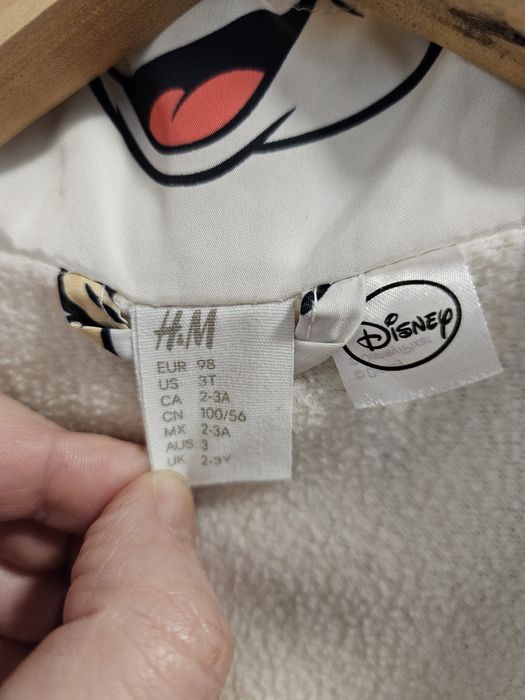 H&M
EUR 98
US 3T
CA 2-3A
CN 100/56
MX 2-3A
AUS 3
UK 2-3Y
Disney